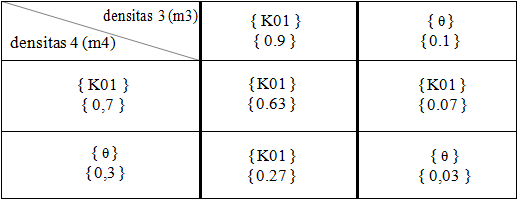 densitas 3 (m3)
densitas 4 (m4)
{ K01 }
{ 0.9 }
{ θ }
{ 0.1 }
{ K01 }
{ 0,7 }
{K01 }
{ 0.63 }
{K01 }
{ 0.07 }
{ θ }
{ 0,3 }
{K01 }
{ 0.27 }
{ θ }
{ 0,03 }